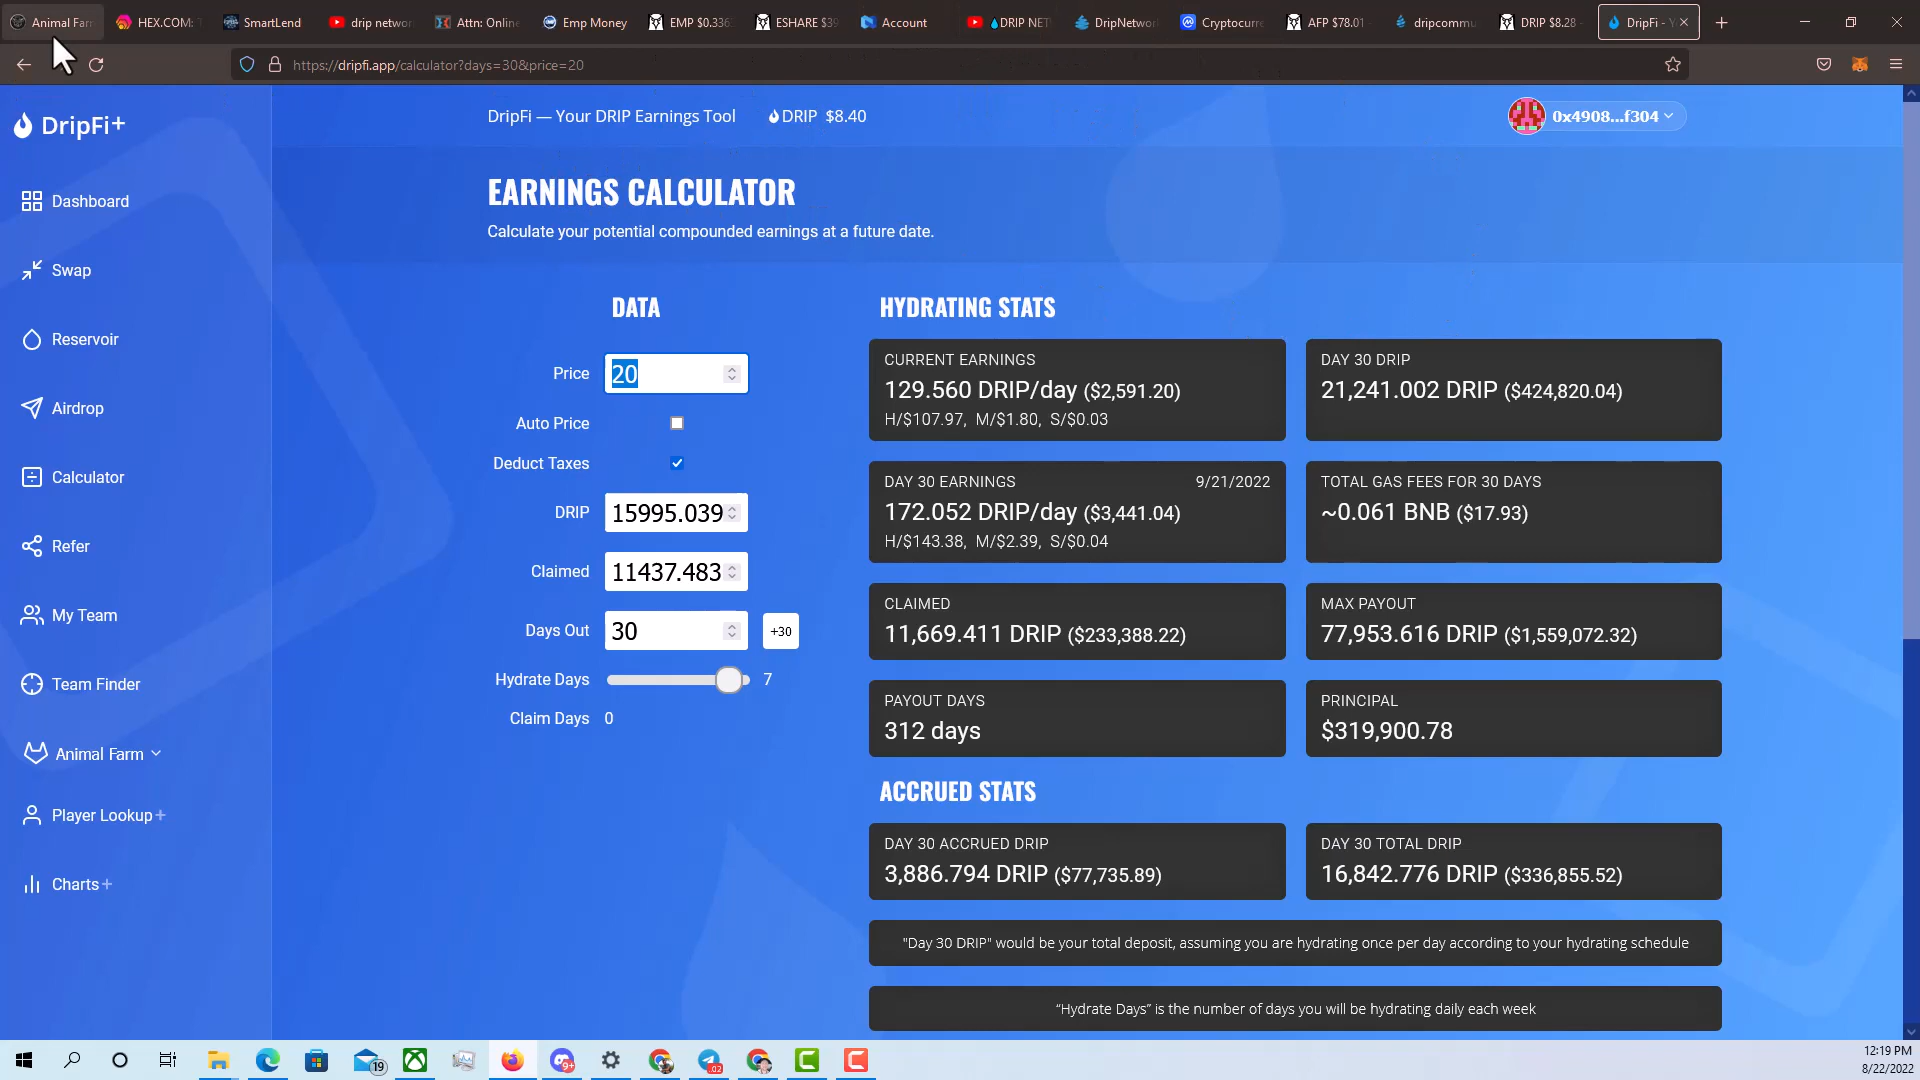 Animal Farm
HEX.COM: T
SmartLend
drip networ
Attn: Online
Emp Money
EMP $0.336
ESHARE $39
Account
DRIP NET
DripNetwor
Cryptocurre
AFP $78.01
dripcommu
DRIP $8.28 -
DripFi - Y
https://dripfi.app/calculator?days=30&price=20
DripFi+
DripFi — Your DRIP Earnings Tool
DRIP $8.40
0x4908...f304
Dashboard
Swap
Reservoir
Airdrop
Calculator
Refer
My Team
Team Finder
Animal Farm
Player Lookup+
Charts+
EARNINGS CALCULATOR
Calculate your potential compounded earnings at a future date.
DATA
Price 20
Auto Price
Deduct Taxes
DRIP 15995.039
Claimed 11437.483
Days Out 30 +30
Hydrate Days 7
Claim Days 0
HYDRATING STATS
CURRENT EARNINGS
129.560 DRIP/day ($2,591.20)
H/$107.97, M/$1.80, S/$0.03
DAY 30 DRIP
21,241.002 DRIP ($424,820.04)
DAY 30 EARNINGS 9/21/2022
172.052 DRIP/day ($3,441.04)
H/$143.38, M/$2.39, S/$0.04
TOTAL GAS FEES FOR 30 DAYS
~0.061 BNB ($17.93)
CLAIMED
11,669.411 DRIP ($233,388.22)
MAX PAYOUT
77,953.616 DRIP ($1,559,072.32)
PAYOUT DAYS
312 days
PRINCIPAL
$319,900.78
ACCRUED STATS
DAY 30 ACCRUED DRIP
3,886.794 DRIP ($77,735.89)
DAY 30 TOTAL DRIP
16,842.776 DRIP ($336,855.52)
"Day 30 DRIP" would be your total deposit, assuming you are hydrating once per day according to your hydrating schedule
“Hydrate Days” is the number of days you will be hydrating daily each week
19
9+
02
12:19 PM
8/22/2022